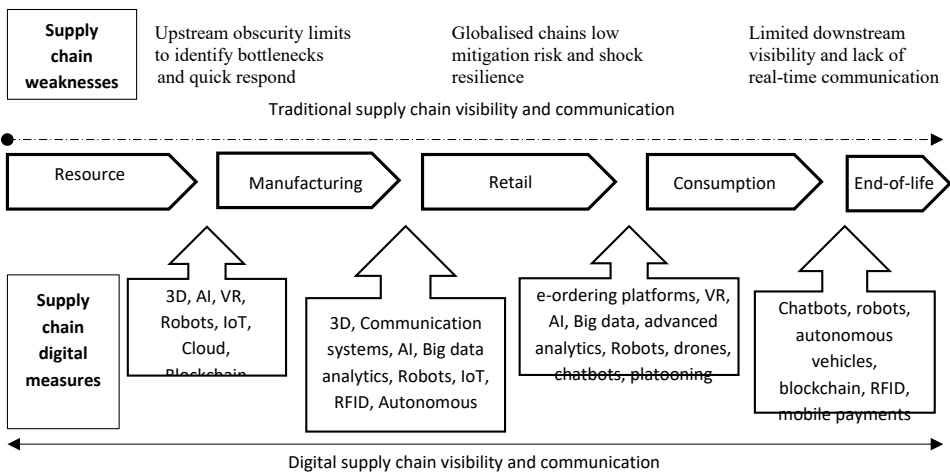 Supply
chain
weaknesses
Upstream obscurity limits
to identify bottlenecks
and quick respond
Globalised chains low
mitigation risk and shock
resilience
Limited downstream
visibility and lack of
real-time communication
Traditional supply chain visibility and communication
Resource
Manufacturing
Retail
Consumption
End-of-life
Supply
chain
digital
measures
3D, AI, VR,
Robots, IoT,
Cloud,
Blockchain
3D, Communication
systems, AI, Big data
analytics, Robots, IoT,
RFID, Autonomous
e-ordering platforms, VR,
AI, Big data, advanced
analytics, Robots, drones,
chatbots, platooning
Chatbots, robots,
autonomous
vehicles,
blockchain, RFID,
mobile payments
Digital supply chain visibility and communication